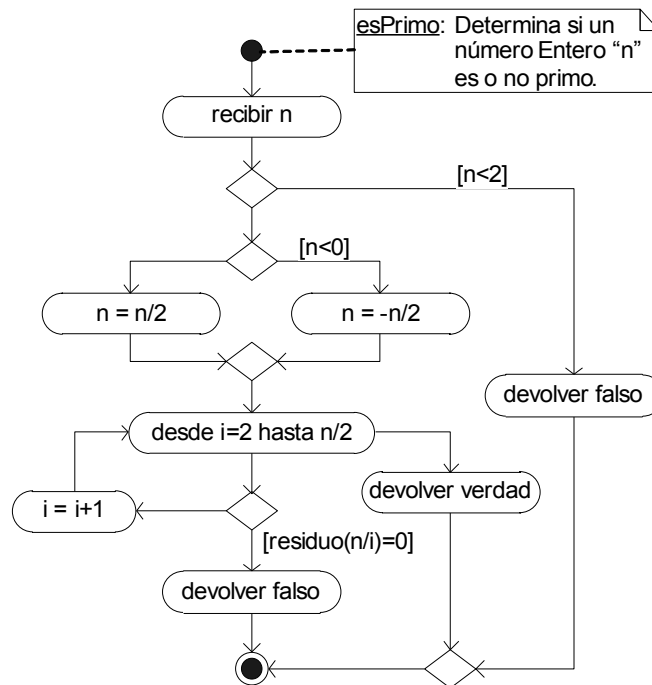 esPrimo: Determina si un
número Entero “n”
es o no primo.
recibir n
[n<2]
[n<0]
n = n/2
n = -n/2
devolver falso
desde i=2 hasta n/2
devolver verdad
i = i+1
[residuo(n/i)=0]
devolver falso